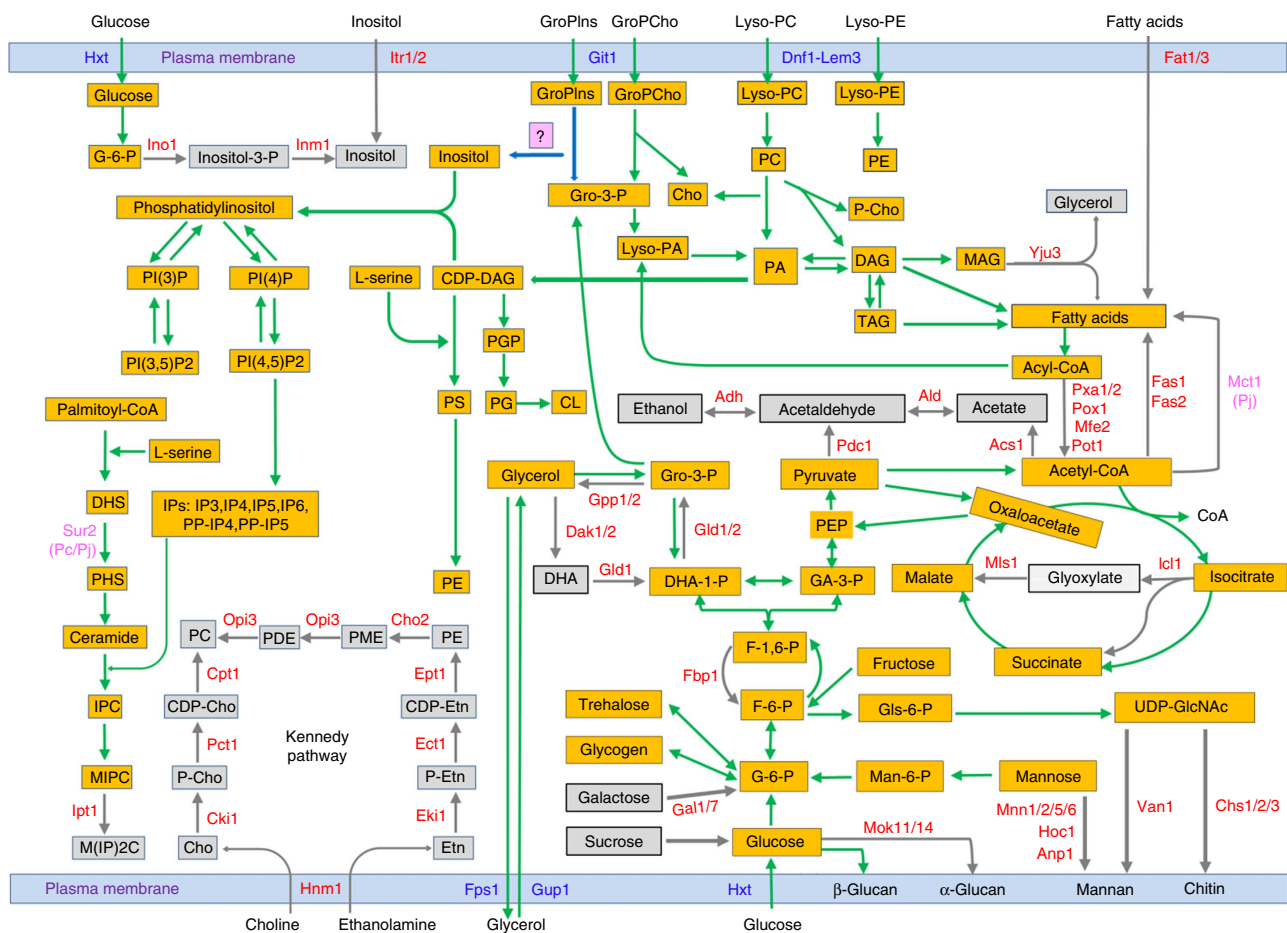 Glucose
Inositol
GroPIns
GroPCho
Lyso-PC
Lyso-PE
Fatty acids
Hxt
Plasma membrane
Itr1/2
Git1
Dnf1-Lem3
Fat1/3
Glucose
GroPIns
GroPCho
Lyso-PC
Lyso-PE
G-6-P
Ino1
Inositol-3-P
Inm1
Inositol
Inositol
?
PC
PE
Phosphatidylinositol
Gro-3-P
Cho
P-Cho
Glycerol
Lyso-PA
PA
DAG
MAG
Yju3
PI(3)P
PI(4)P
L-serine
CDP-DAG
TAG
Fatty acids
PI(3,5)P2
PI(4,5)P2
PGP
Acyl-CoA
Palmitoyl-CoA
PS
PG
CL
Ethanol
Adh
Acetaldehyde
Ald
Acetate
Pxa1/2
Pox1
Mfe2
Pot1
Fas1
Fas2
Mct1
(Pj)
L-serine
Pdc1
Acs1
Glycerol
Gro-3-P
Pyruvate
Acetyl-CoA
DHS
IPs: IP3,IP4,IP5,IP6,
PP-IP4,PP-IP5
Gpp1/2
Sur2
(Pc/Pj)
Dak1/2
Gld1/2
PEP
Oxaloacetate
CoA
PHS
PE
DHA
Gld1
DHA-1-P
GA-3-P
Malate
Mls1
Glyoxylate
Icl1
Isocitrate
Ceramide
PC
Opi3
PDE
Opi3
PME
Cho2
PE
F-1,6-P
Fbp1
Fructose
Succinate
Cpt1
Ept1
IPC
CDP-Cho
CDP-Etn
Trehalose
F-6-P
Gls-6-P
UDP-GlcNAc
Kennedy
pathway
Pct1
Ect1
Glycogen
MIPC
P-Cho
P-Etn
G-6-P
Man-6-P
Mannose
Galactose
Gal1/7
Ipt1
Cki1
Eki1
Mnn1/2/5/6
Hoc1
Anp1
Van1
Chs1/2/3
M(IP)2C
Cho
Etn
Sucrose
Glucose
Mok11/14
Plasma membrane
Hnm1
Fps1
Gup1
Hxt
β-Glucan
α-Glucan
Mannan
Chitin
Choline
Ethanolamine
Glycerol
Glucose